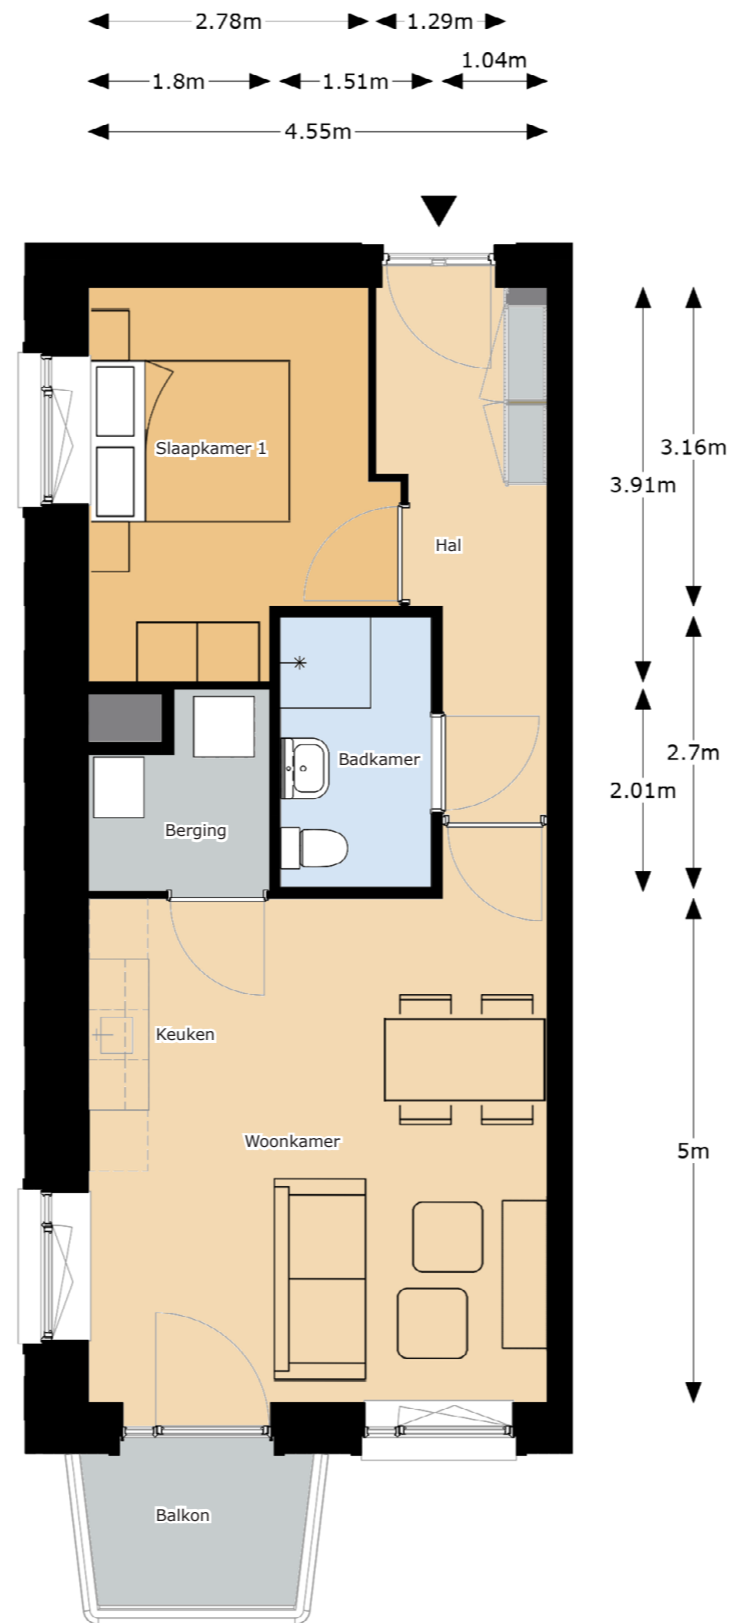 2.78m
1.29m
1.8m
1.51m
1.04m
4.55m
Slaapkamer 1
3.16m
3.91m
Hal
Badkamer
2.7m
2.01m
Berging
Keuken
Woonkamer
5m
Balkon